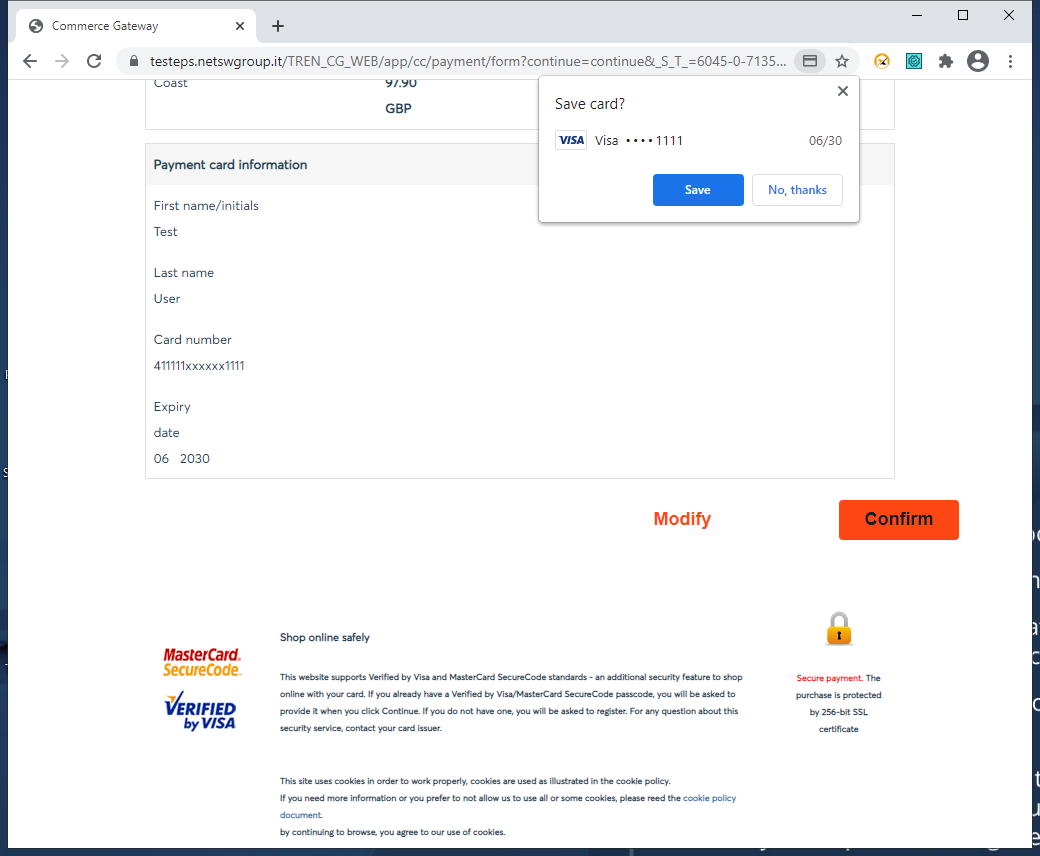 Commerce Gateway
testeps.netswgroup.it/TREN_CG_WEB/app/cc/payment/form?continue=continue&_S_T_=6045-0-7135...
Coast 97.90
GBP
Save card?
VISA Visa •••• 1111 06/30
Save No, thanks
Payment card information
First name/initials
Test
Last name
User
Card number
411111xxxxxx1111
Expiry
date
06 2030
Modify Confirm
MasterCard.
SecureCode.
VERIFIED
by VISA
Shop online safely
This website supports Verified by Visa and MasterCard SecureCode standards - an additional security feature to shop
online with your card. If you already have a Verified by Visa/MasterCard SecureCode passcode, you will be asked to
provide it when you click Continue. If you do not have one, you will be asked to register. For any question about this
security service, contact your card issuer.
Secure payment. The
purchase is protected
by 256-bit SSL
certificate
This site uses cookies in order to work properly, cookies are used as illustrated in the cookie policy.
If you need more information or you prefer to not allow us to use all or some cookies, please reed the cookie policy
document.
by continuing to browse, you agree to our use of cookies.